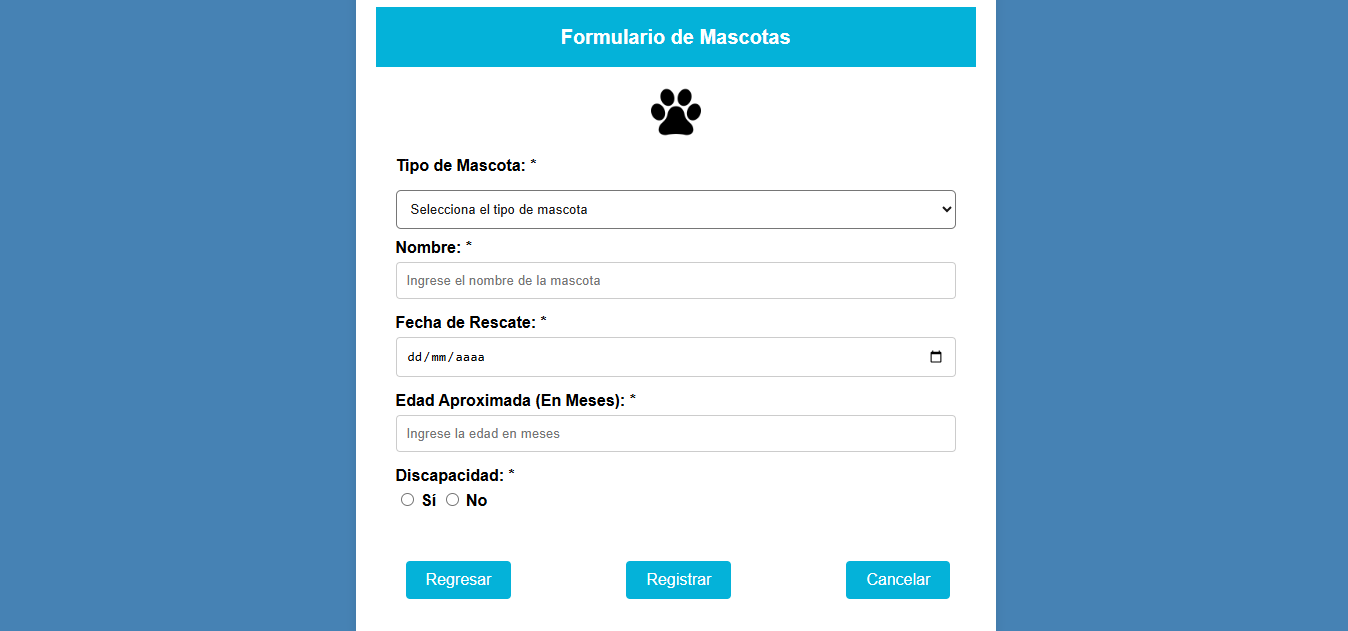 Formulario de Mascotas
Tipo de Mascota: *
Selecciona el tipo de mascota
Nombre: *
Ingrese el nombre de la mascota
Fecha de Rescate: *
dd/mm/aaaa
Edad Aproximada (En Meses): *
Ingrese la edad en meses
Discapacidad: *
Sí No
Regresar Registrar Cancelar